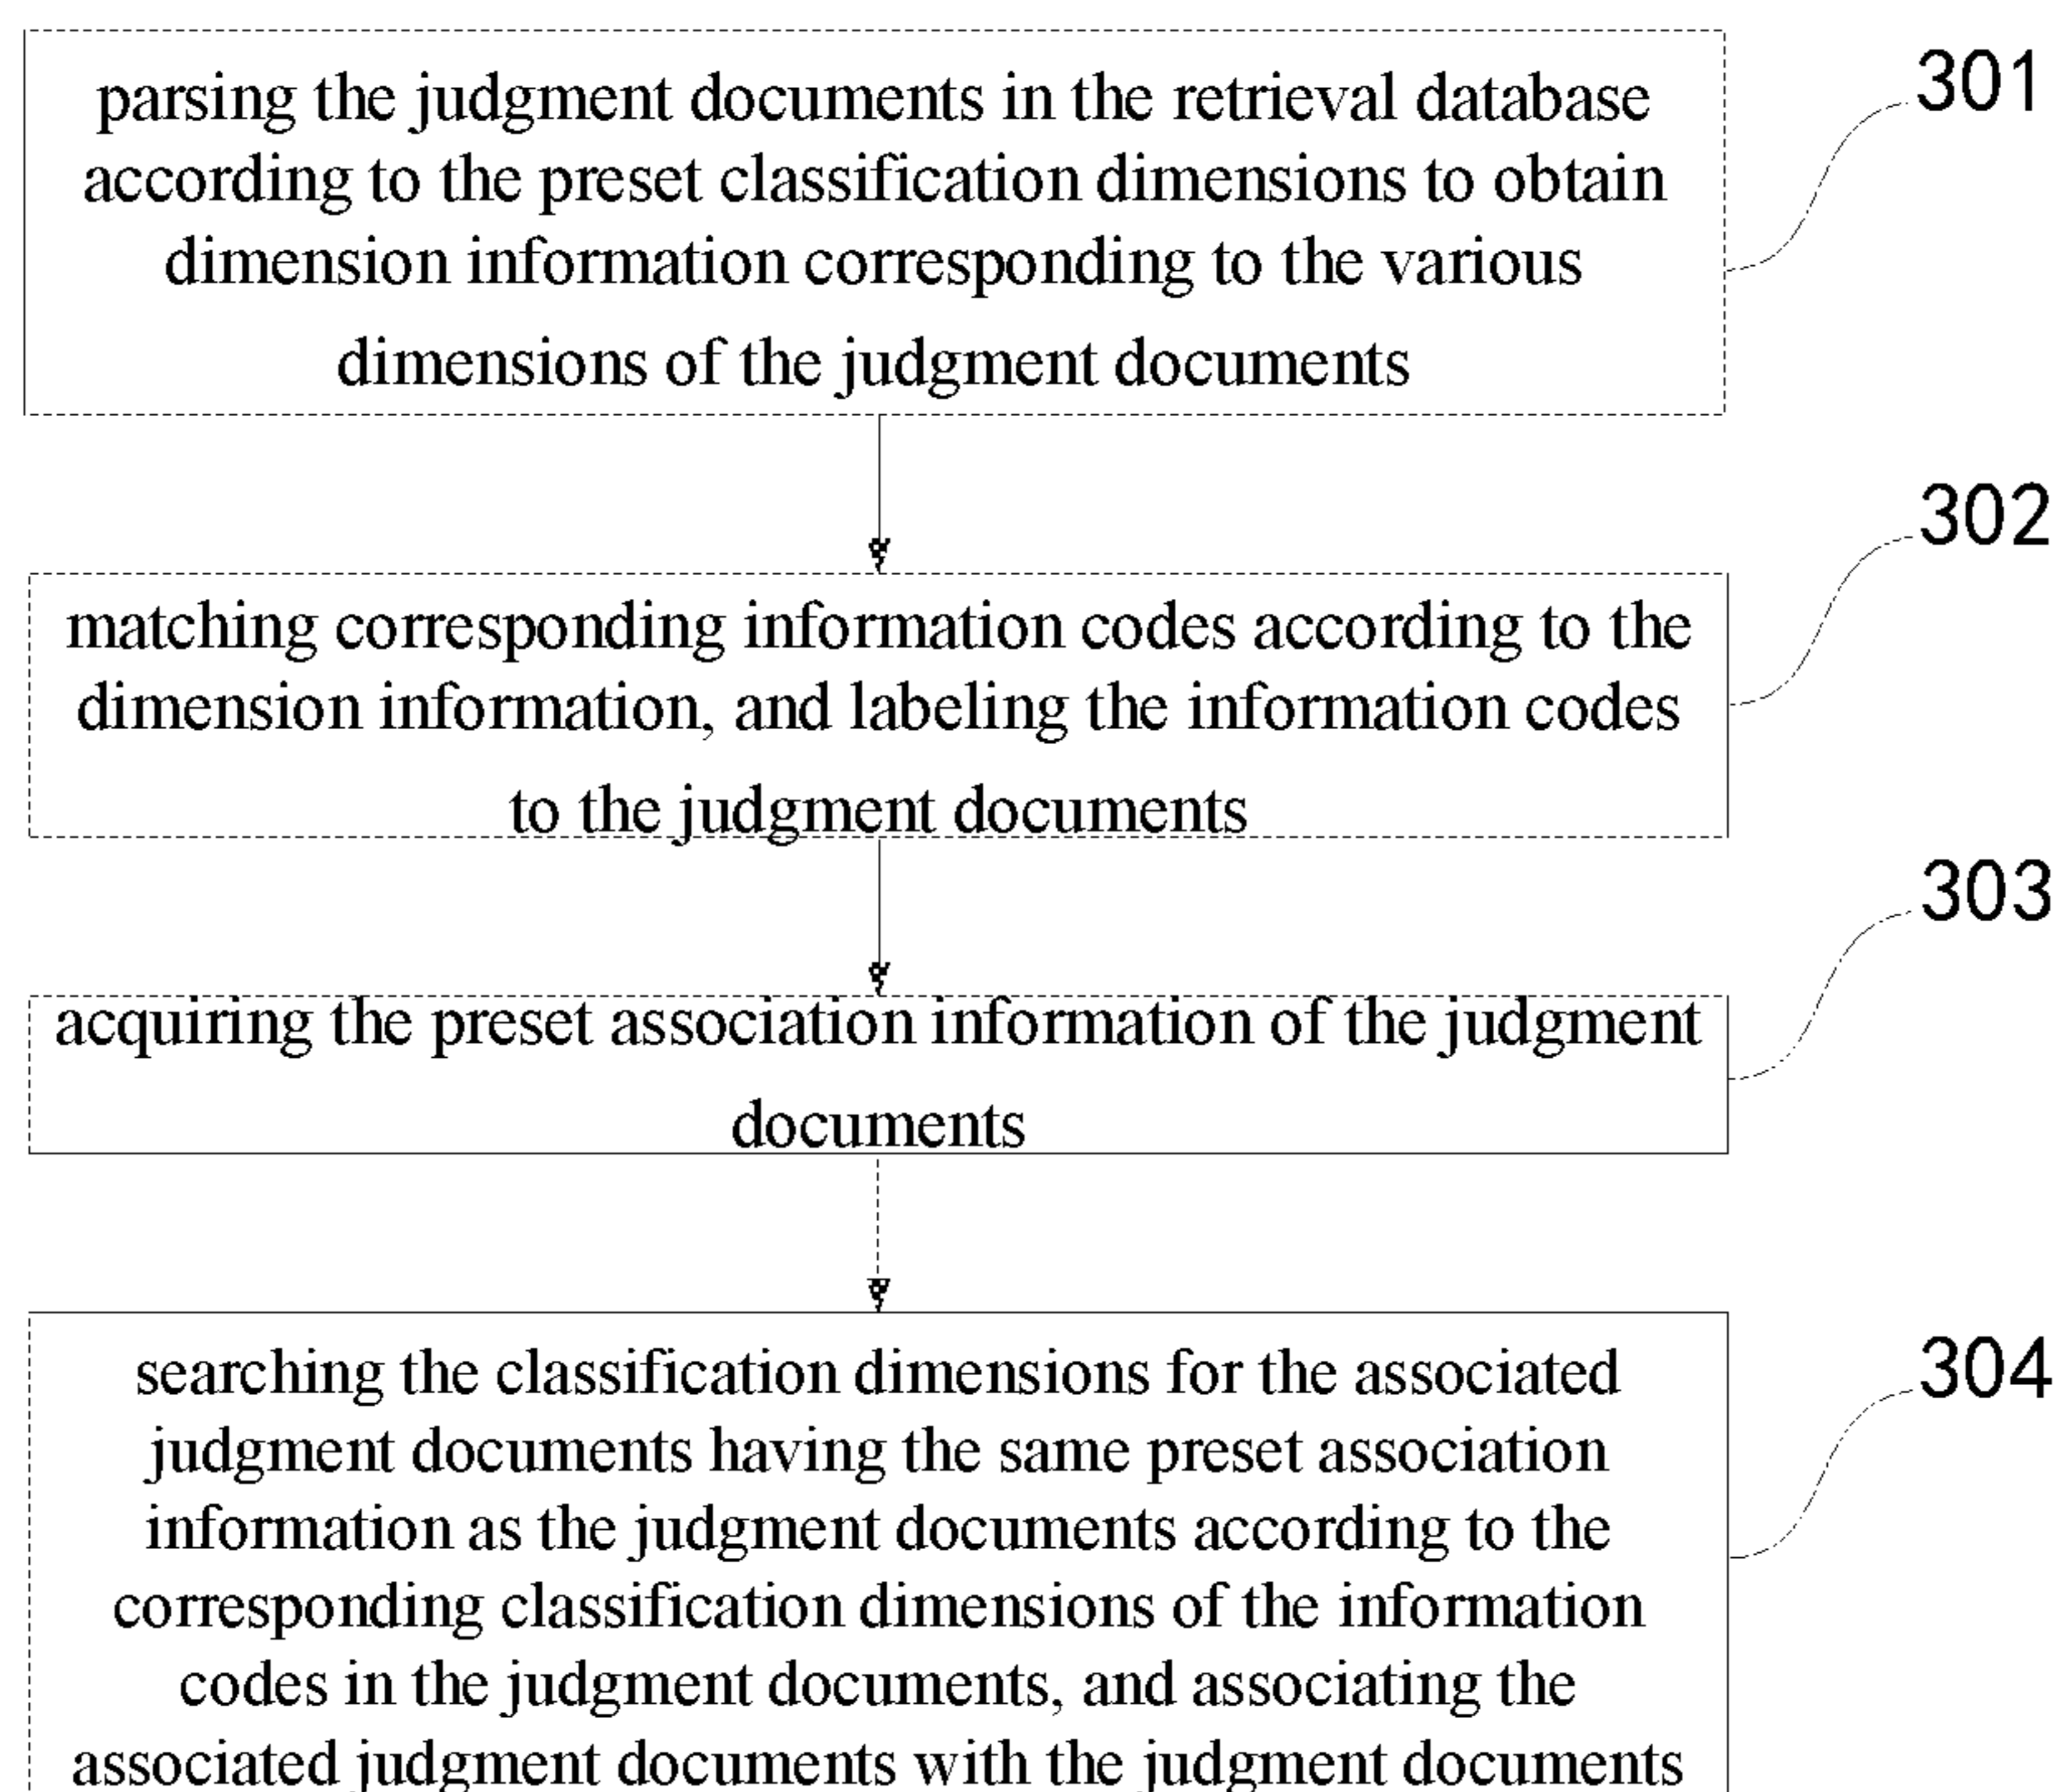 parsing the judgment documents in the retrieval database
according to the preset classification dimensions to obtain
dimension information corresponding to the various
dimensions of the judgment documents
301
matching corresponding information codes according to the
dimension information, and labeling the information codes
to the judgment documents
302
acquiring the preset association information of the judgment
documents
303
searching the classification dimensions for the associated
judgment documents having the same preset association
information as the judgment documents according to the
corresponding classification dimensions of the information
codes in the judgment documents, and associating the
associated judgment documents with the judgment documents
304